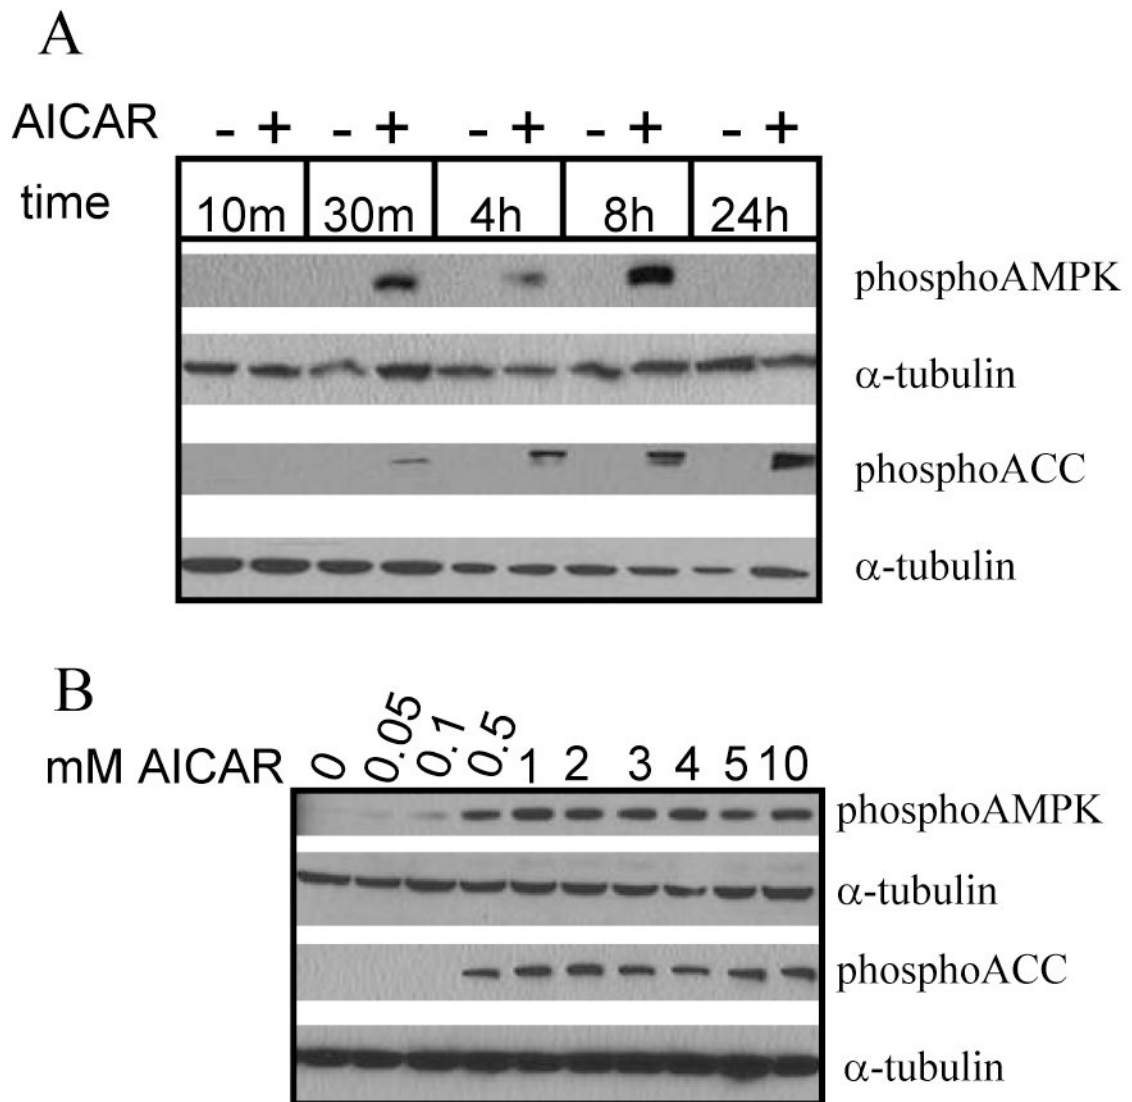 A
AICAR - + - + - + - + - +
time 10m 30m 4h 8h 24h
phosphoAMPK
α-tubulin
phosphoACC
α-tubulin
B
mM AICAR 0 0.05 0.1 0.5 1 2 3 4 5 10
phosphoAMPK
α-tubulin
phosphoACC
α-tubulin